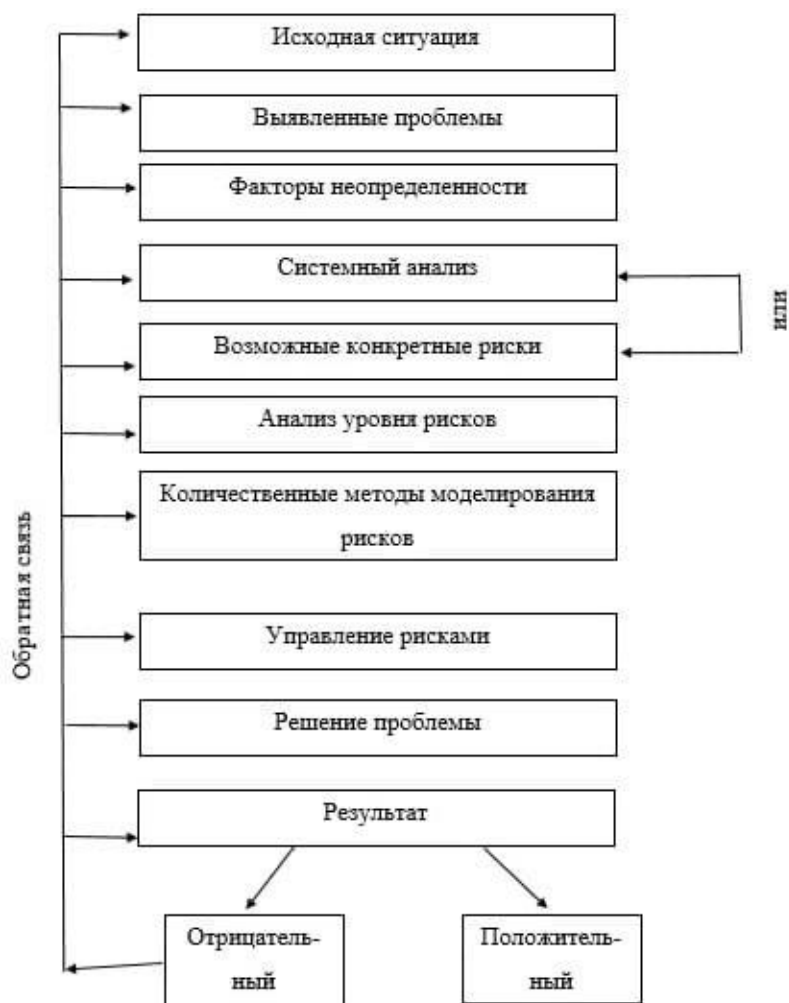 Исходная ситуация
Выявленные проблемы
Факторы неопределенности
Системный анализ
или
Возможные конкретные риски
Анализ уровня рисков
Количественные методы моделирования
рисков
Обратная связь
Управление рисками
Решение проблемы
Результат
Отрицатель-
ный
Положитель-
ный